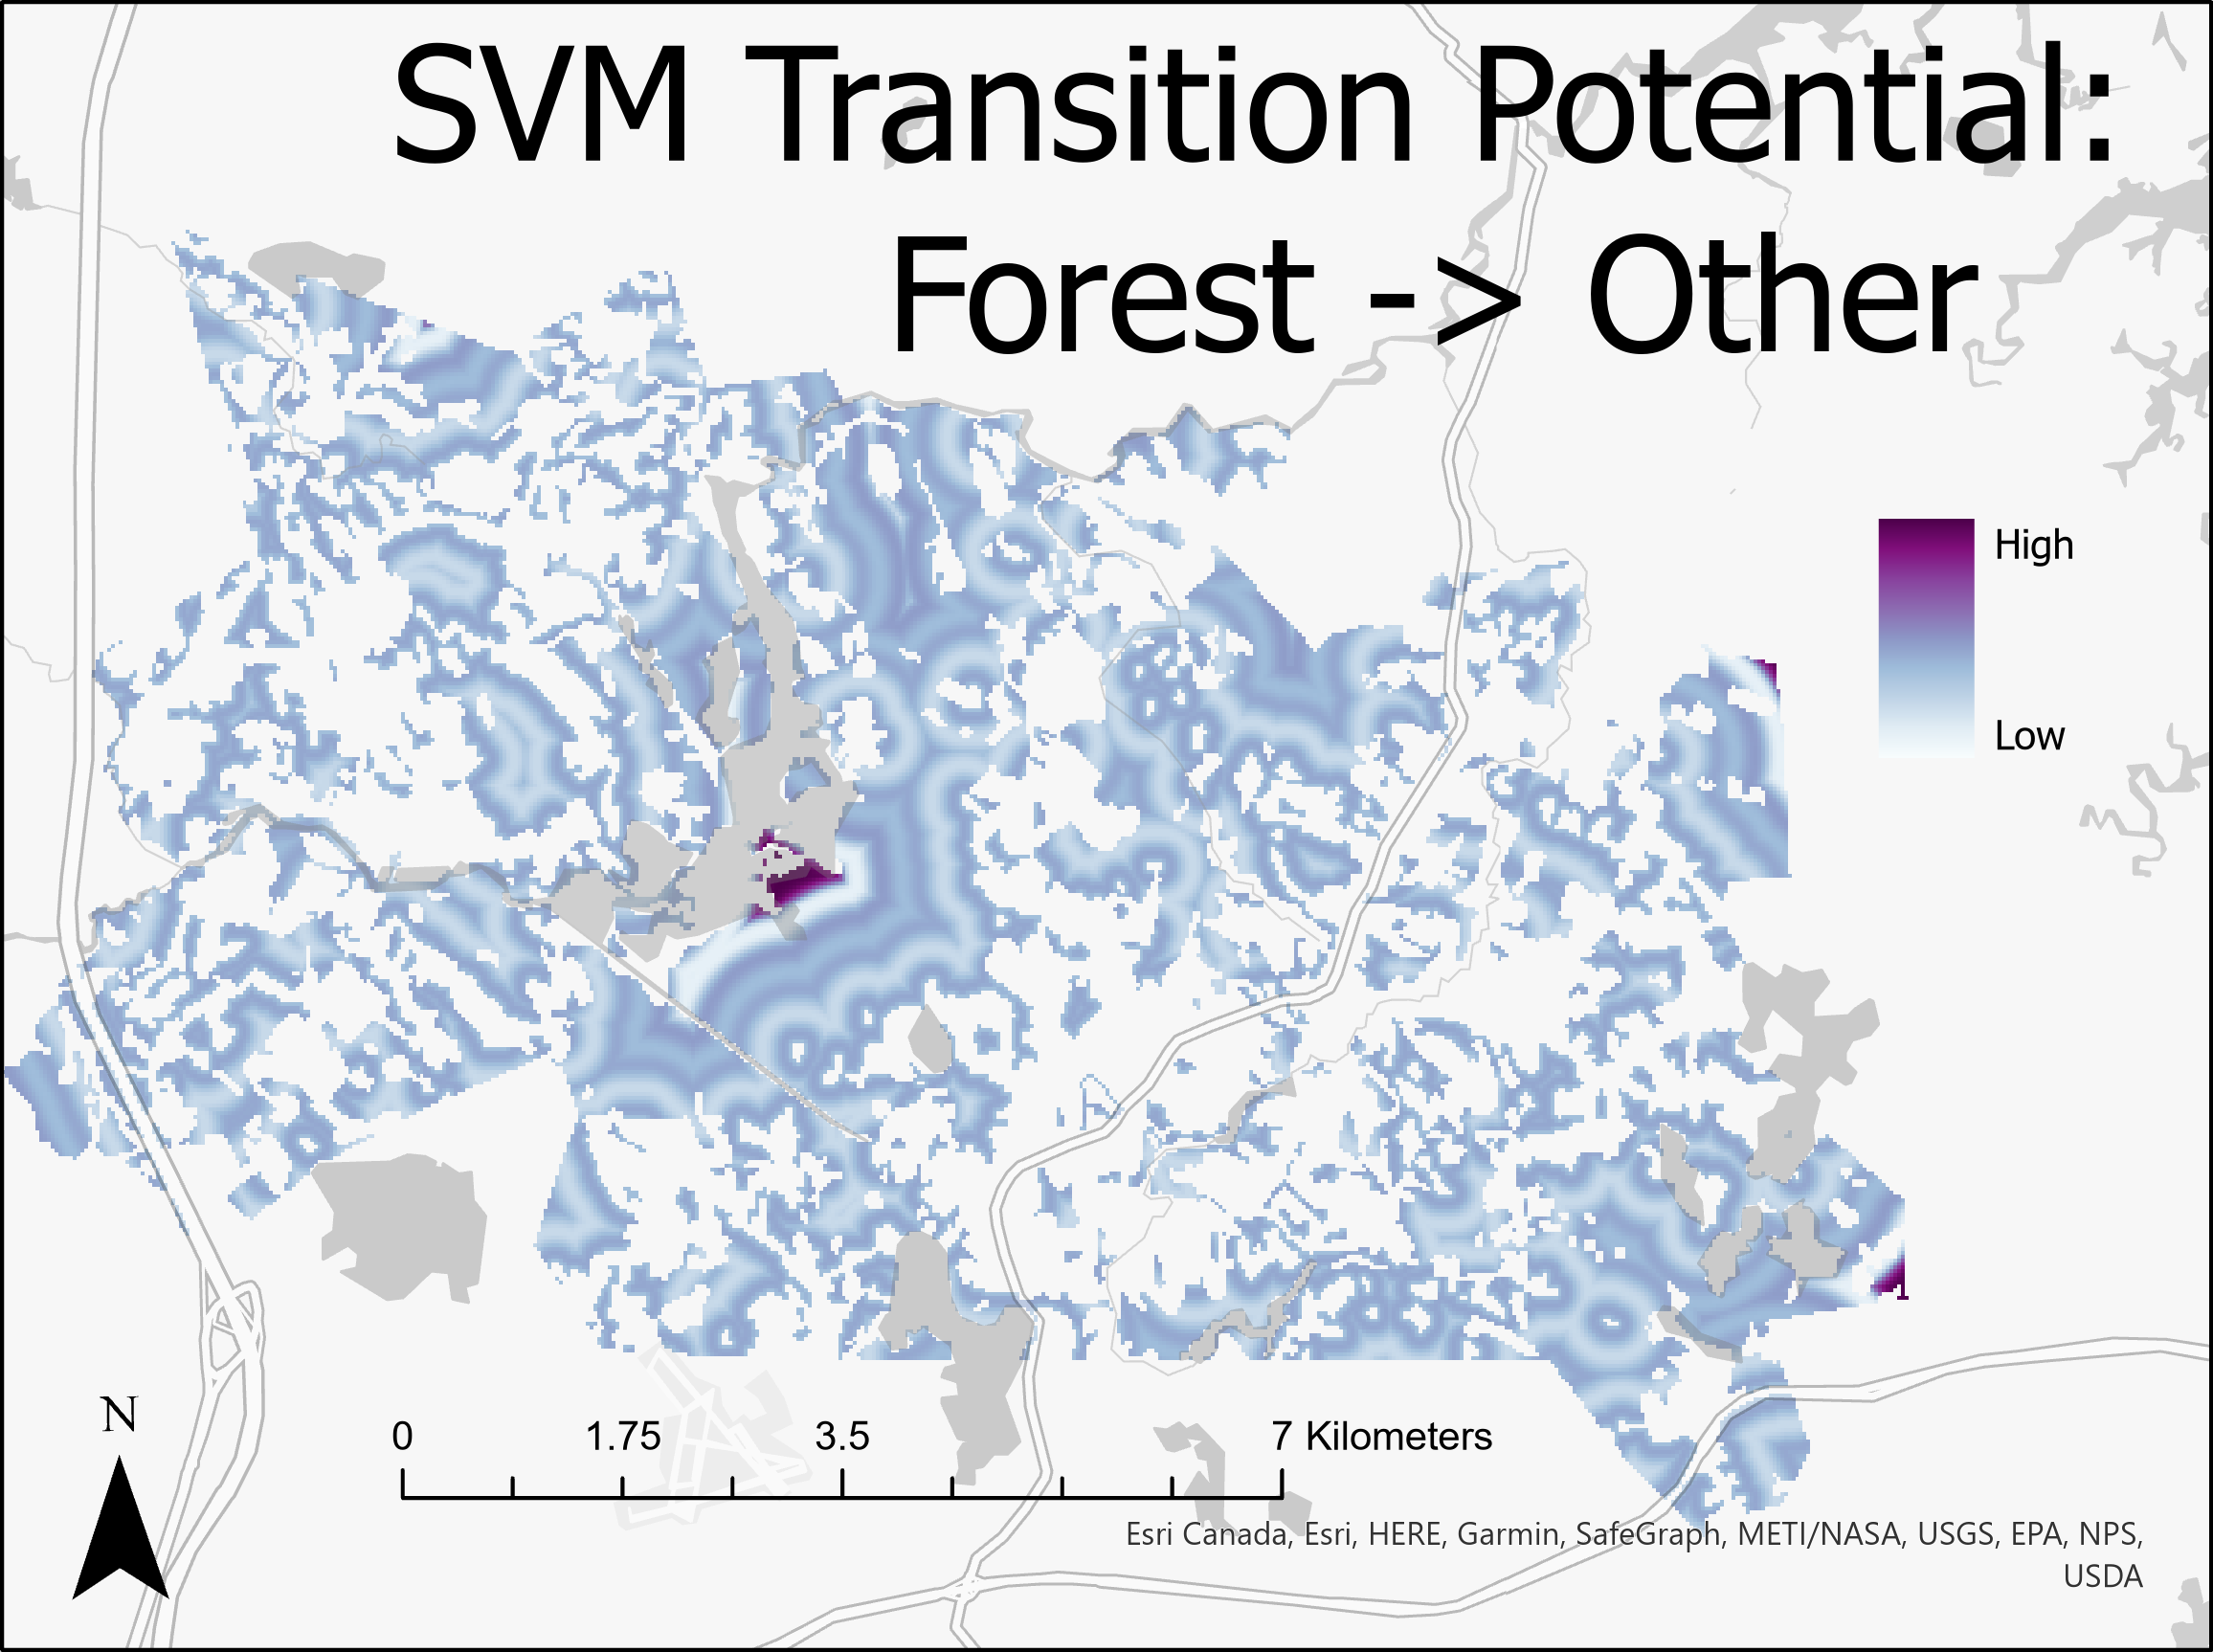 SVM Transition Potential:
Forest -> Other
High
Low
N
0 1.75 3.5 7 Kilometers
Esri Canada, Esri, HERE, Garmin, SafeGraph, METI/NASA, USGS, EPA, NPS,
USDA